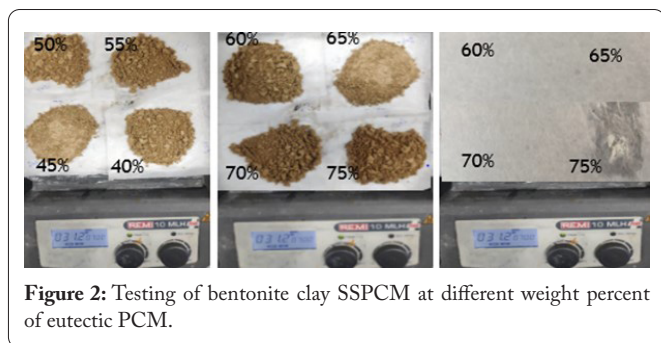 50% 55%
45% 40%
REMI 10 MLH
60% 65%
70% 75%
REMI 10 MLH
60% 65%
70% 75%
REMI 10 MLH
Figure 2: Testing of bentonite clay SSPCM at different weight percent
of eutectic PCM.